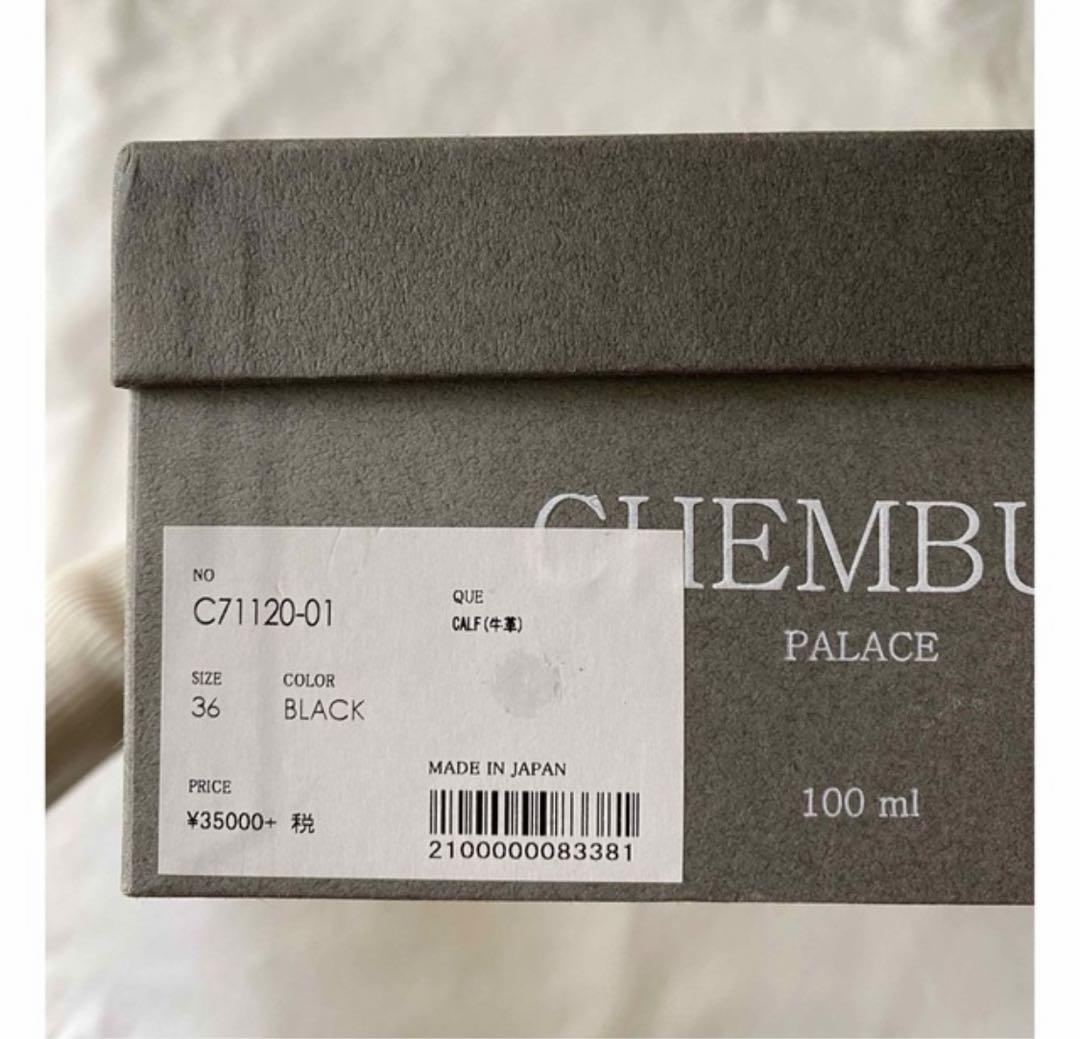 CHEMBU
PALACE
100 ml
NO
C71120-01
QUE
CALF(牛革)
SIZE
36
COLOR
BLACK
MADE IN JAPAN
PRICE
¥35000+ 税
2100000083381